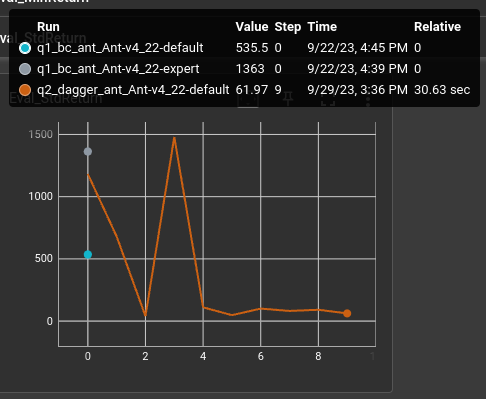 Run Value Step Time Relative
q1_bc_ant_Ant-v4_22-default 535.5 0 9/22/23, 4:45 PM 0
q1_bc_ant_Ant-v4_22-expert 1363 0 9/22/23, 4:39 PM 0
q2_dagger_ant_Ant-v4_22-default 61.97 9 9/29/23, 3:36 PM 30.63 sec
Eval_StdReturn
1500
1000
500
0
0 2 4 6 8 1